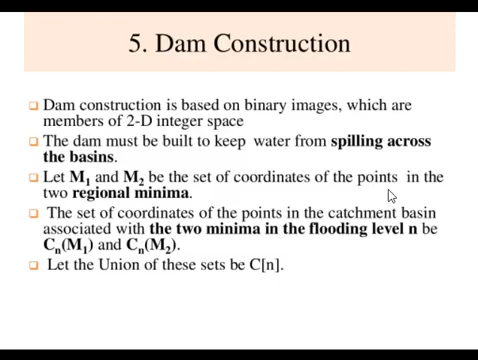 5. Dam Construction
Dam construction is based on binary images, which are
members of 2-D integer space
The dam must be built to keep water from spilling across
the basins.
Let M₁ and M₂ be the set of coordinates of the points in the
two regional minima.
The set of coordinates of the points in the catchment basin
associated with the two minima in the flooding level n be
Cₙ(M₁) and Cₙ(M₂).
Let the Union of these sets be C[n].